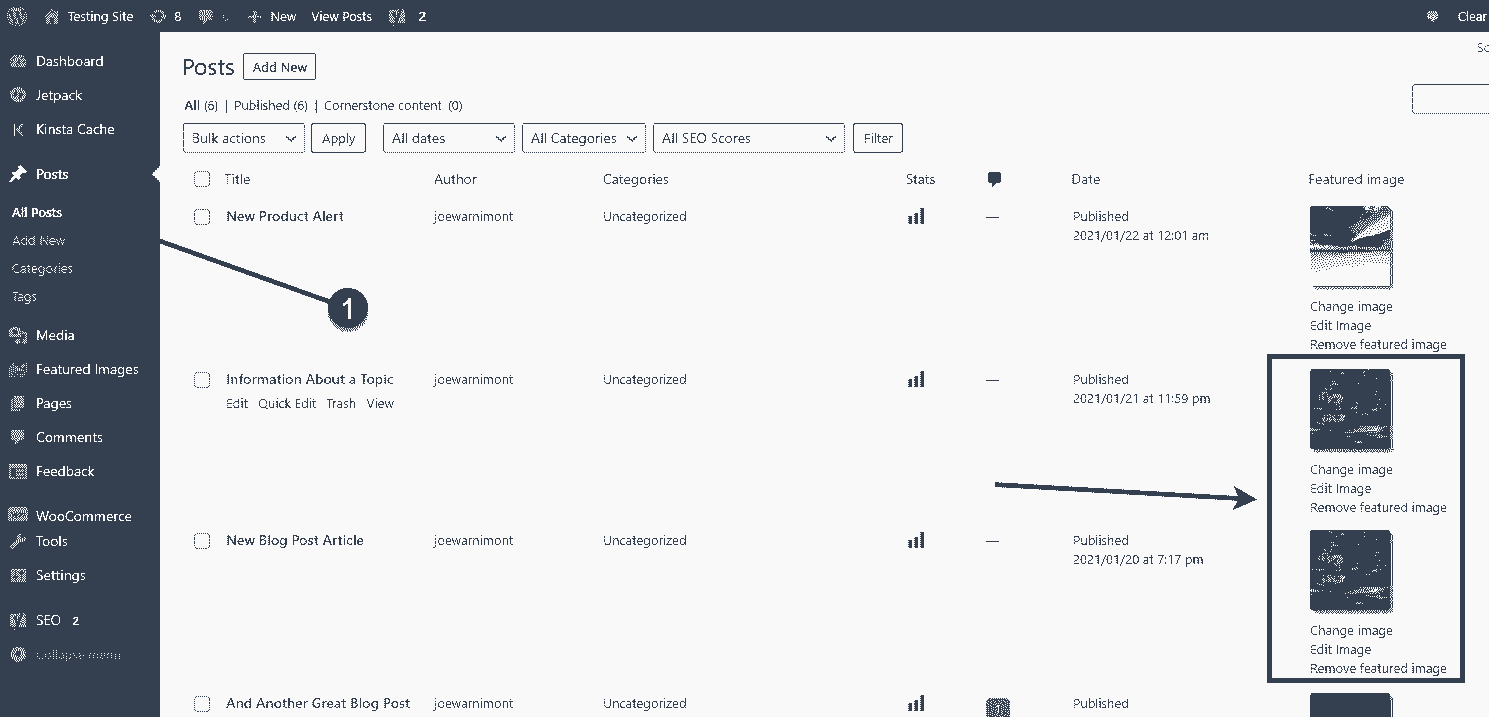 Testing Site 8 New View Posts 2 Clear
Dashboard
Jetpack
Kinsta Cache
Posts
All Posts
Add New
Categories
Tags
Media
Featured Images
Pages
Comments
Feedback
WooCommerce
Tools
Settings
SEO 2
Collapse menu
Posts Add New
All (6) | Published (6) | Cornerstone content (0)
Bulk actions Apply All dates All Categories All SEO Scores Filter
Title Author Categories Stats Date Featured image
New Product Alert joewarnimont Uncategorized — Published
2021/01/22 at 12:01 am
Change image
Edit Image
Remove featured image
1
Information About a Topic joewarnimont Uncategorized — Published
Edit Quick Edit Trash View 2021/01/21 at 11:59 pm
Change image
Edit Image
Remove featured image
New Blog Post Article joewarnimont Uncategorized — Published
2021/01/20 at 7:17 pm
Change image
Edit Image
Remove featured image
And Another Great Blog Post joewarnimont Uncategorized Published